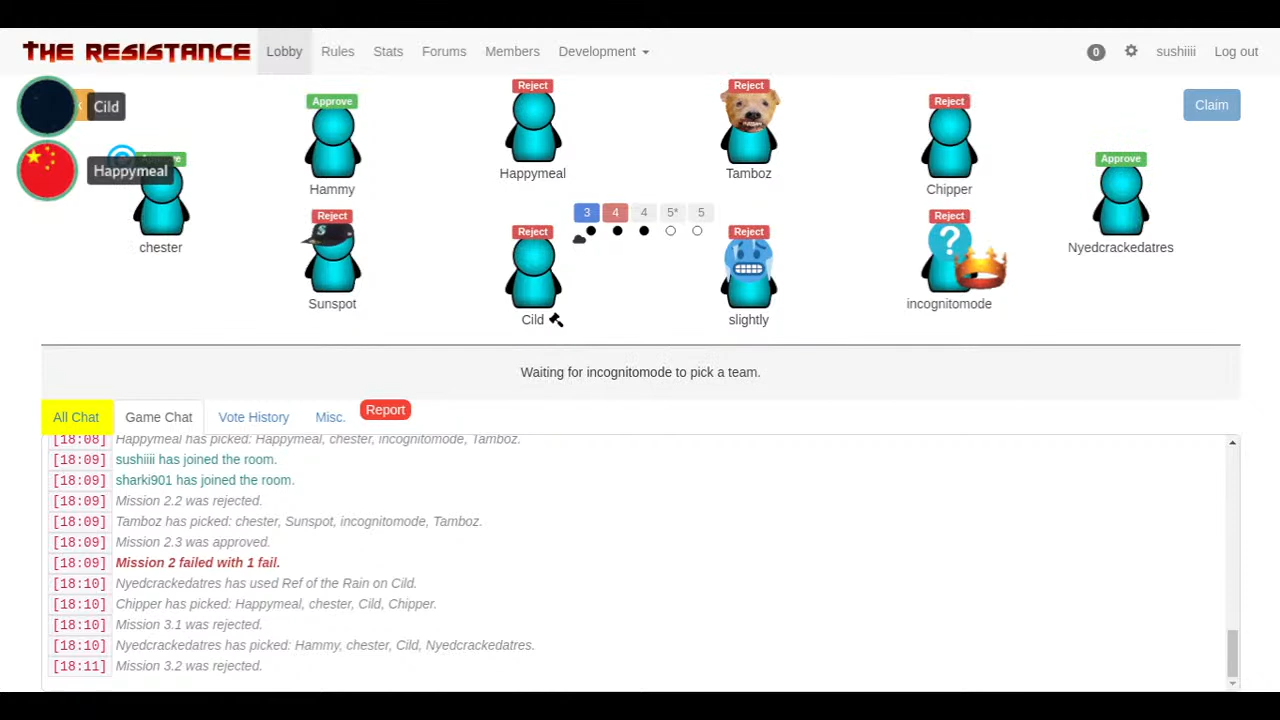 THE RESISTANCE Lobby Rules Stats Forums Members Development 0 sushiiii Log out
Cild
Happymeal
Claim
Approve Reject Reject Reject Approve
Hammy Happymeal Tamboz Chipper Nyedcrackedatres
chester
3 4 4 5* 5
Reject Reject Reject Reject
Sunspot Cild slightly incognitomode
Waiting for incognitomode to pick a team.
All Chat Game Chat Vote History Misc. Report
[18:08] Happymeal has picked: Happymeal, chester, incognitomode, Tamboz.
[18:09] sushiiii has joined the room.
[18:09] sharki901 has joined the room.
[18:09] Mission 2.2 was rejected.
[18:09] Tamboz has picked: chester, Sunspot, incognitomode, Tamboz.
[18:09] Mission 2.3 was approved.
[18:09] Mission 2 failed with 1 fail.
[18:10] Nyedcrackedatres has used Ref of the Rain on Cild.
[18:10] Chipper has picked: Happymeal, chester, Cild, Chipper.
[18:10] Mission 3.1 was rejected.
[18:10] Nyedcrackedatres has picked: Hammy, chester, Cild, Nyedcrackedatres.
[18:11] Mission 3.2 was rejected.